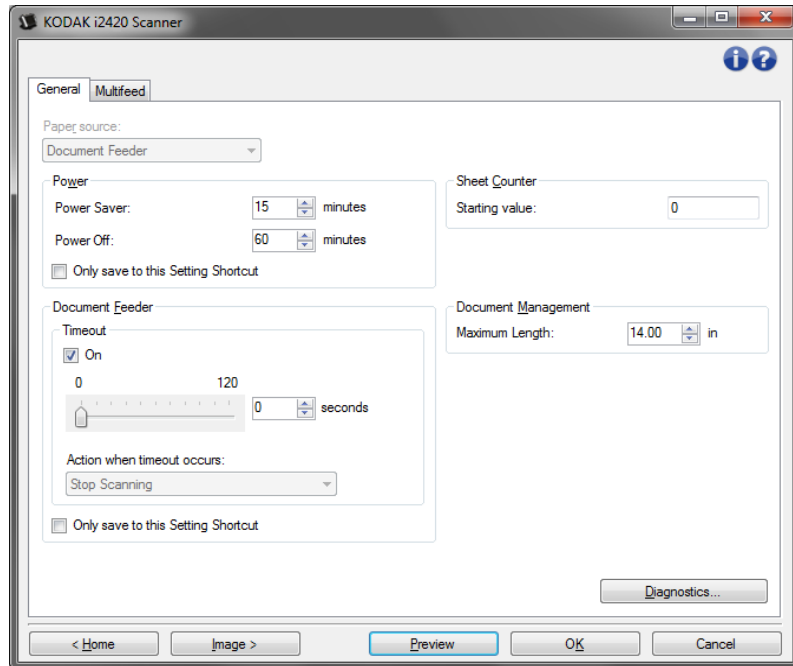 KODAK i2420 Scanner
General Multifeed
Paper source:
Document Feeder
Power
Power Saver: 15 minutes
Power Off: 60 minutes
Only save to this Setting Shortcut
Sheet Counter
Starting value: 0
Document Feeder
Timeout
On
0 120
0 seconds
Action when timeout occurs:
Stop Scanning
Only save to this Setting Shortcut
Document Management
Maximum Length: 14.00 in
Diagnostics...
< Home Image > Preview OK Cancel